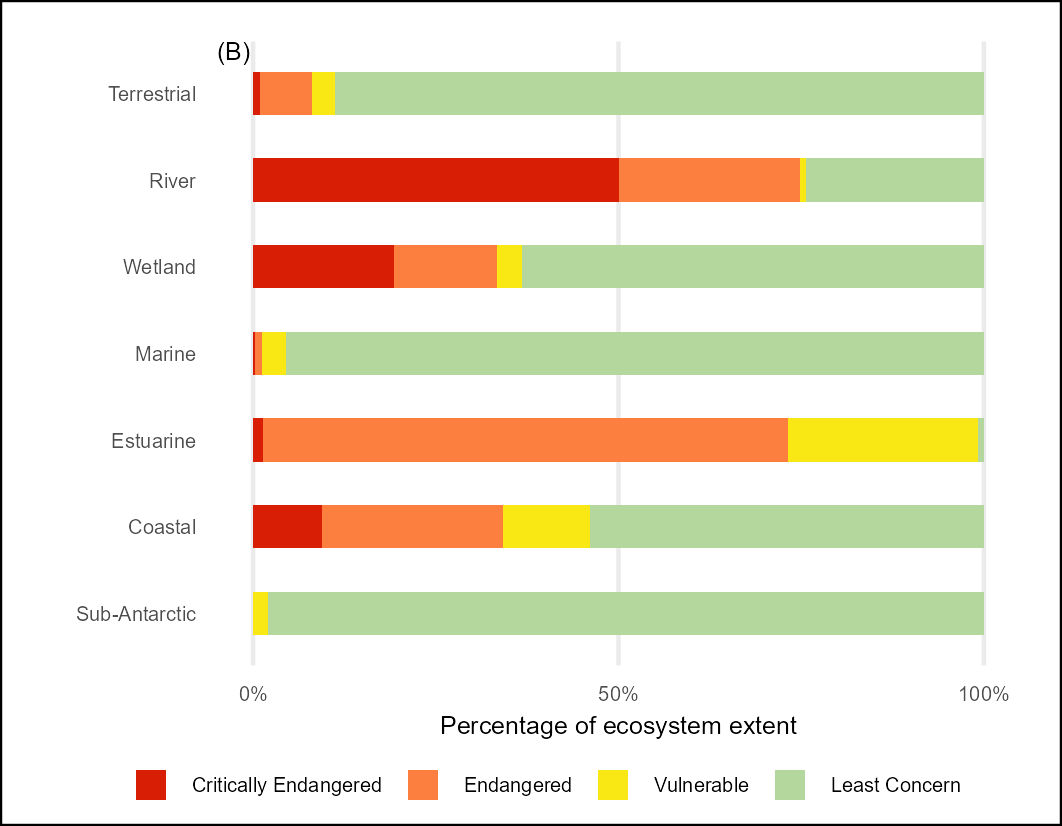 (B)
Terrestrial
River
Wetland
Marine
Estuarine
Coastal
Sub-Antarctic
0% 50% 100%
Percentage of ecosystem extent
Critically Endangered Endangered Vulnerable Least Concern